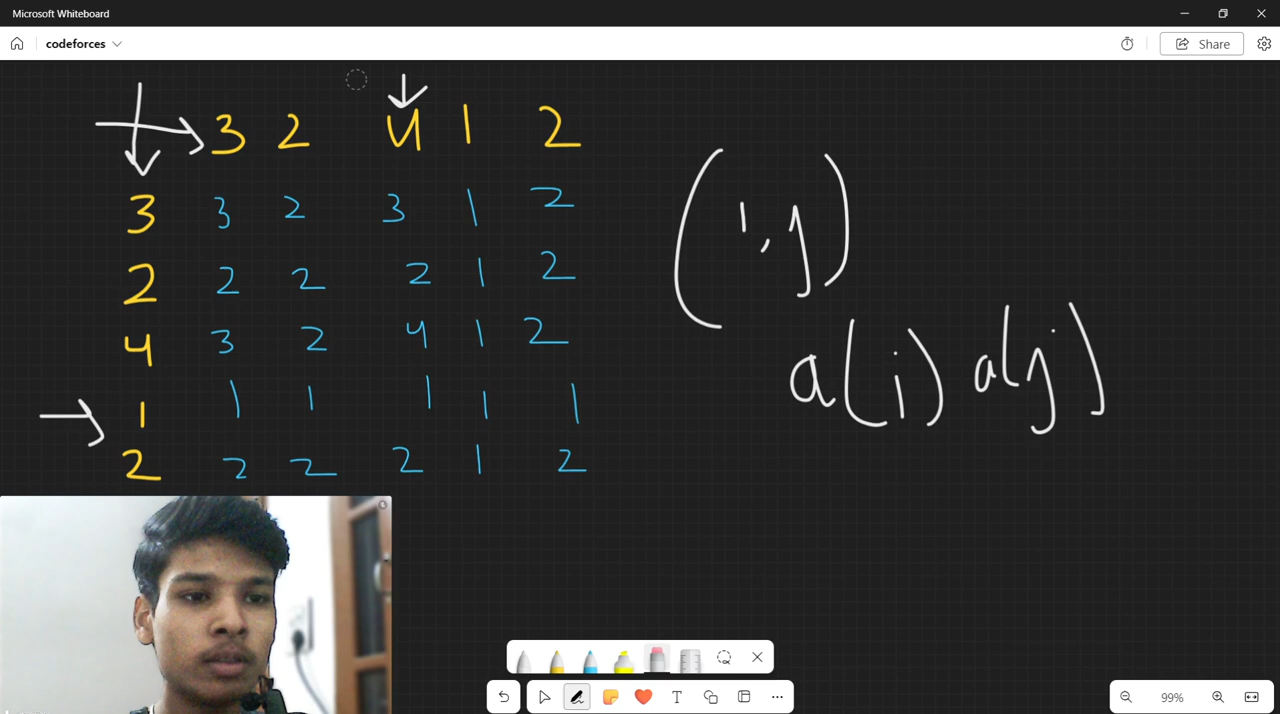 Microsoft Whiteboard
codeforces
Share
3 2 4 1 2
3 3 2 3 1 2
2 2 2 2 1 2
4 3 2 4 1 2
1 1 1 1 1 1
2 2 2 2 1 2
(i,j)
a(i) a(j)
99%